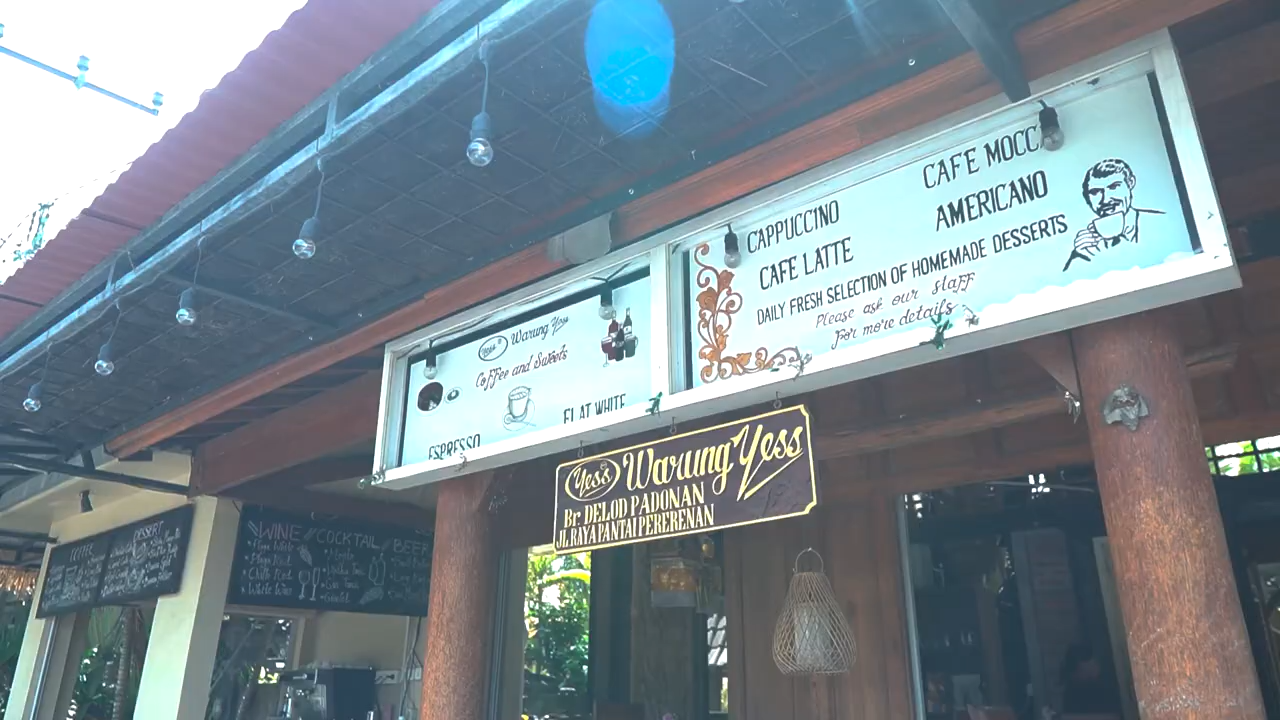 Yess
Warung Yess
Coffee and Sweets
ESPRESSO
FLAT WHITE
CAPPUCCINO
CAFE LATTE
CAFE MOCC
AMERICANO
DAILY FRESH SELECTION OF HOMEMADE DESSERTS
Please ask our staff
For more details
Yess
Warung Yess
Br. DELOD PADONAN
JL. RAYA PANTAI PERERENAN
DESSERT
WINE
COCKTAIL
BEER